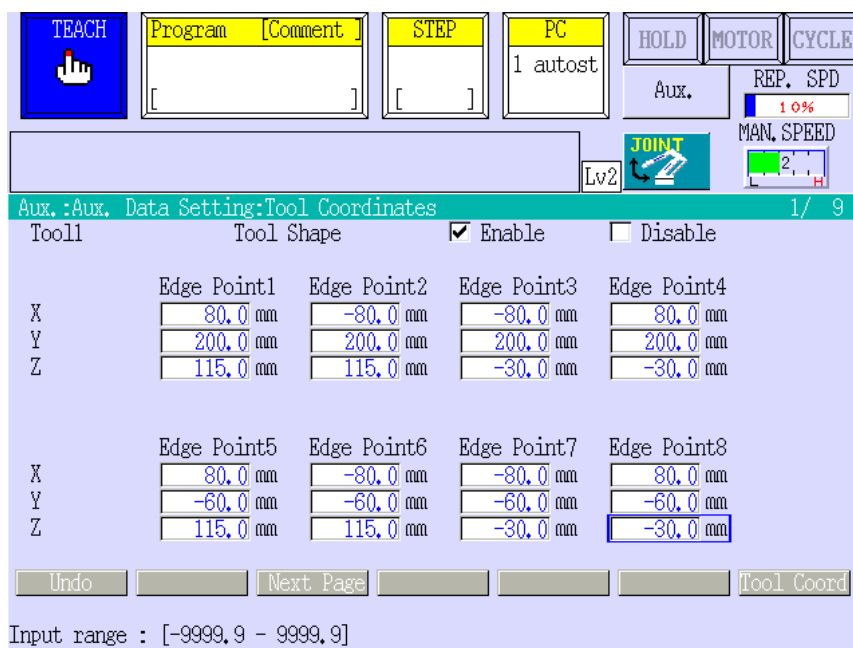 TEACH
Program [Comment ]
[ ]
STEP
[ ]
PC
1 autost
HOLD MOTOR CYCLE
Aux.
REP. SPD
10%
JOINT
MAN.SPEED
2
L H
Lv2
Aux.:Aux. Data Setting:Tool Coordinates 1/ 9
Tool1 Tool Shape Enable Disable
Edge Point1 Edge Point2 Edge Point3 Edge Point4
X 80.0 mm -80.0 mm -80.0 mm 80.0 mm
Y 200.0 mm 200.0 mm 200.0 mm 200.0 mm
Z 115.0 mm 115.0 mm -30.0 mm -30.0 mm
Edge Point5 Edge Point6 Edge Point7 Edge Point8
X 80.0 mm -80.0 mm -80.0 mm 80.0 mm
Y -60.0 mm -60.0 mm -60.0 mm -60.0 mm
Z 115.0 mm 115.0 mm -30.0 mm -30.0 mm
Undo Next Page Tool Coord
Input range : [-9999.9 - 9999.9]